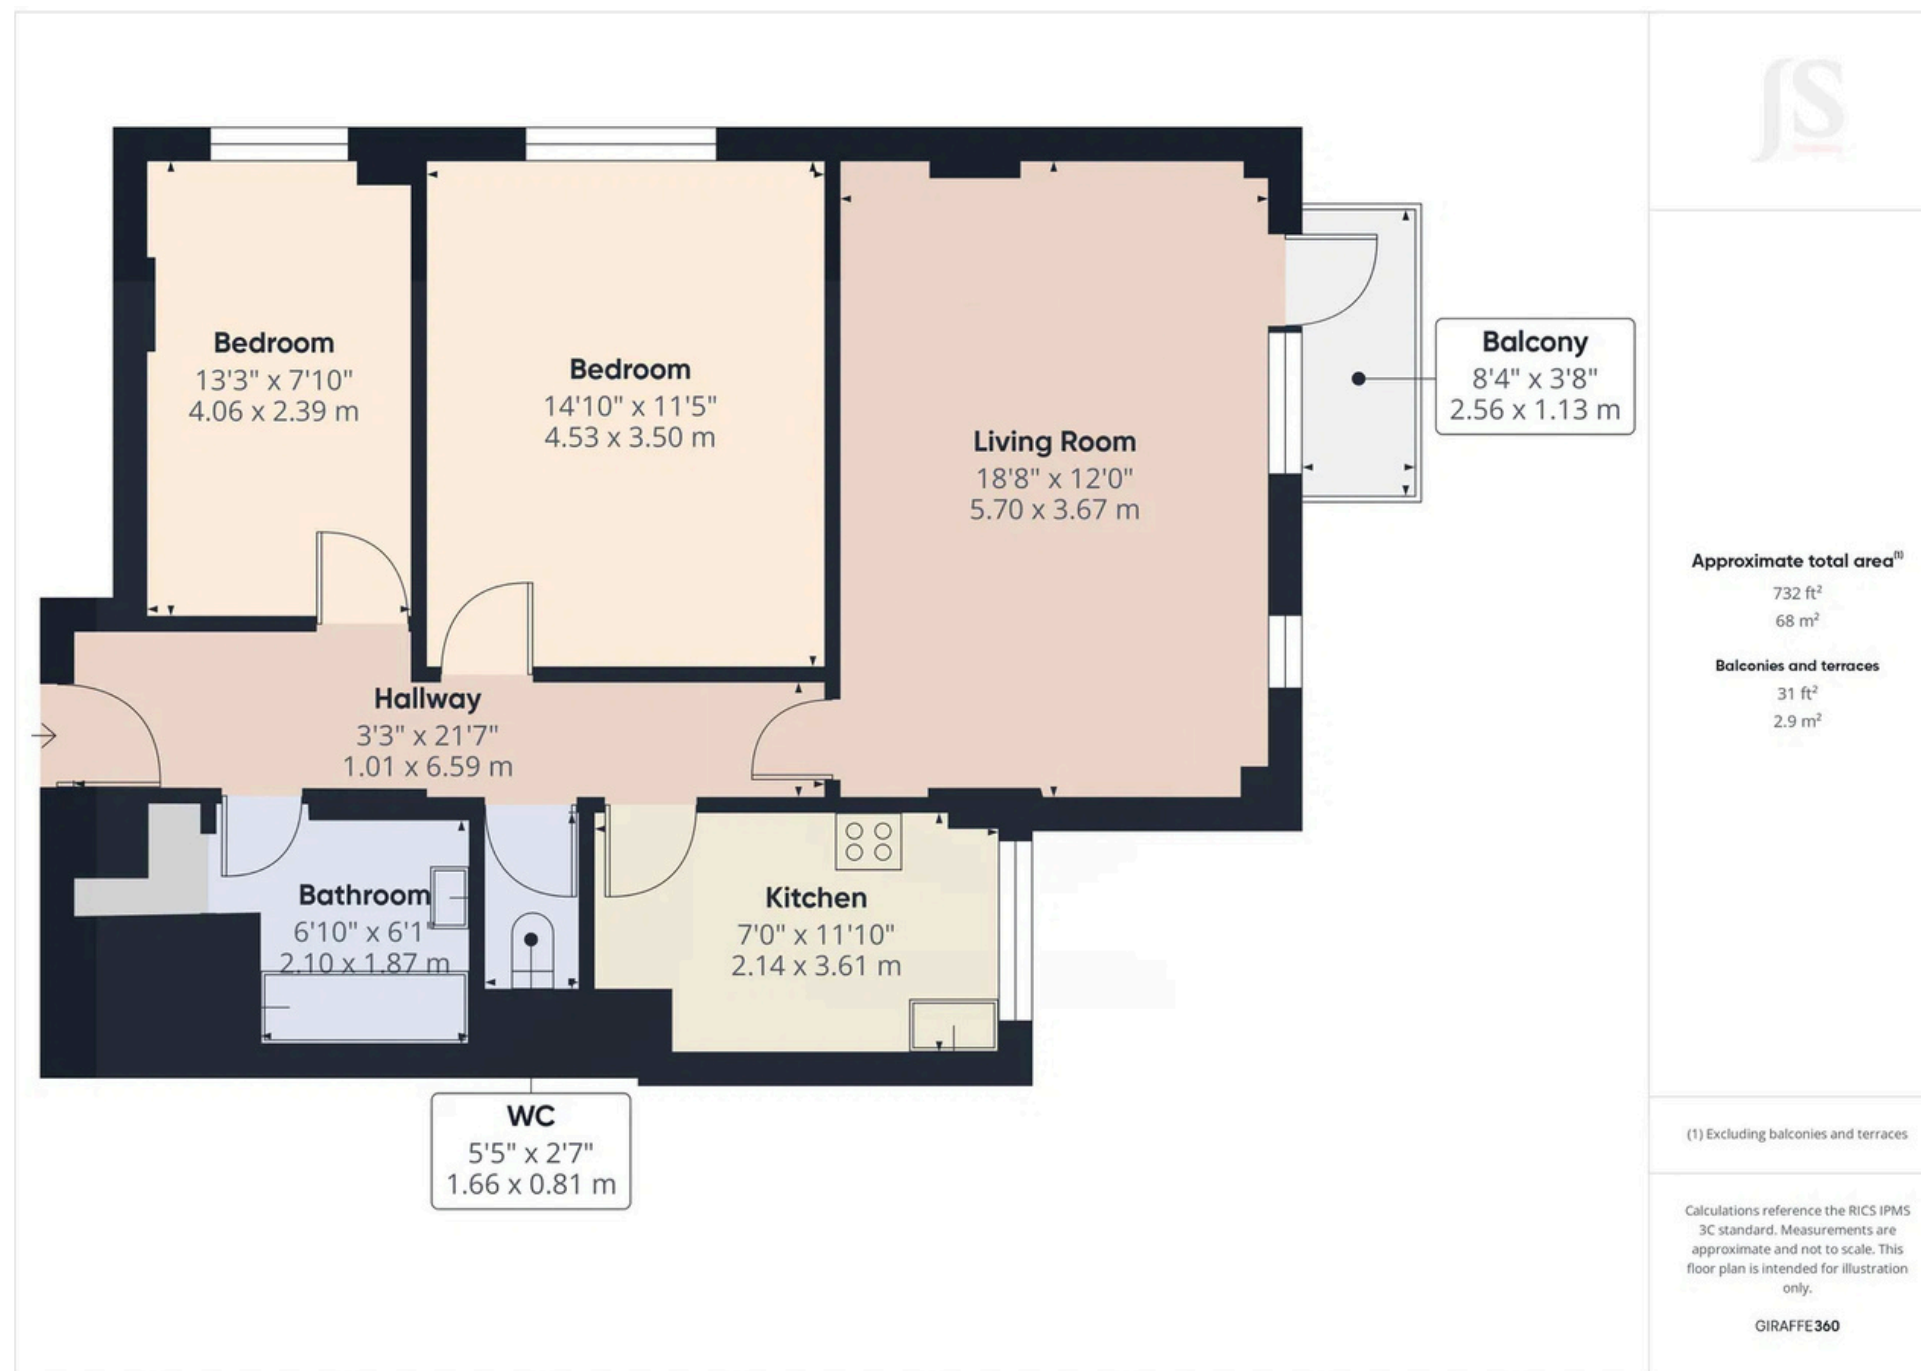 JS
Bedroom
13'3" x 7'10"
4.06 x 2.39 m
Bedroom
14'10" x 11'5"
4.53 x 3.50 m
Living Room
18'8" x 12'0"
5.70 x 3.67 m
Balcony
8'4" x 3'8"
2.56 x 1.13 m
Hallway
3'3" x 21'7"
1.01 x 6.59 m
Bathroom
6'10" x 6'1"
2.10 x 1.87 m
Kitchen
7'0" x 11'10"
2.14 x 3.61 m
WC
5'5" x 2'7"
1.66 x 0.81 m
Approximate total area(1)
732 ft²
68 m²
Balconies and terraces
31 ft²
2.9 m²
(1) Excluding balconies and terraces
Calculations reference the RICS IPMS
3C standard. Measurements are
approximate and not to scale. This
floor plan is intended for illustration
only.
GIRAFFE360